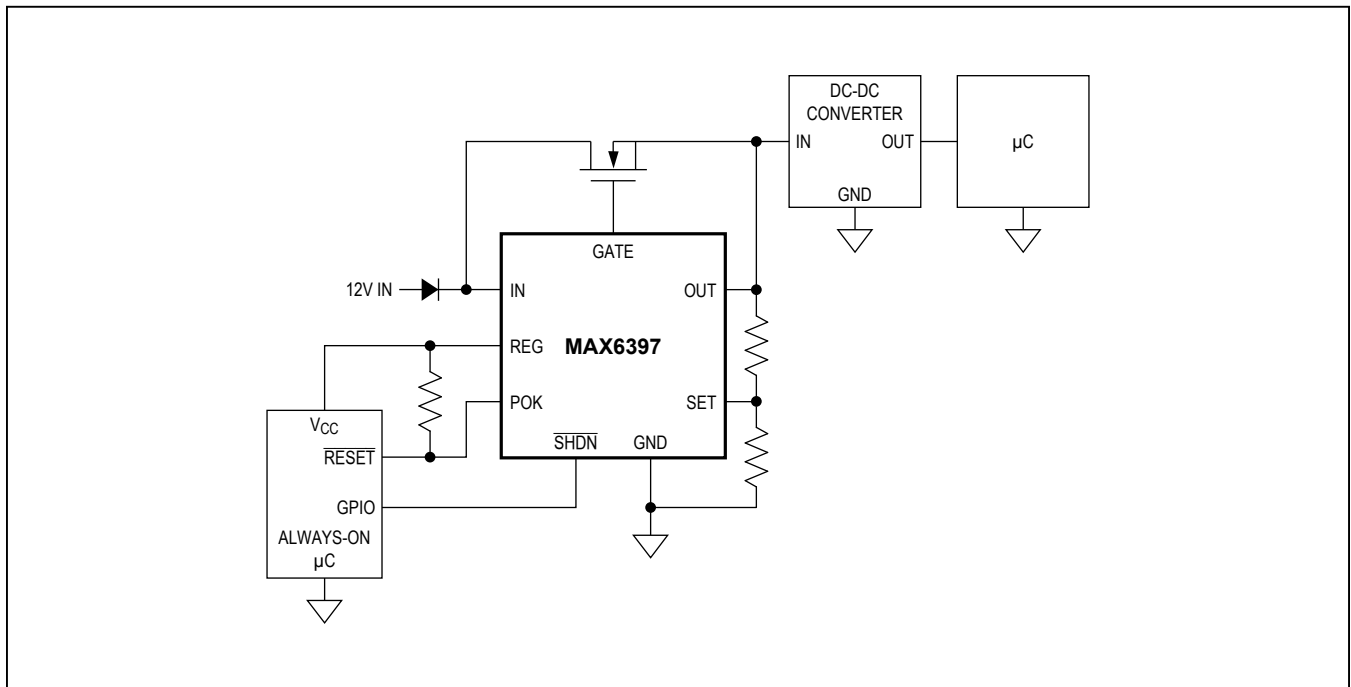 DC-DC
CONVERTER
IN
OUT
GND
µC
GATE
12V IN
IN
OUT
REG
MAX6397
POK
SET
SHDN
GND
VCC
RESET
GPIO
ALWAYS-ON
µC